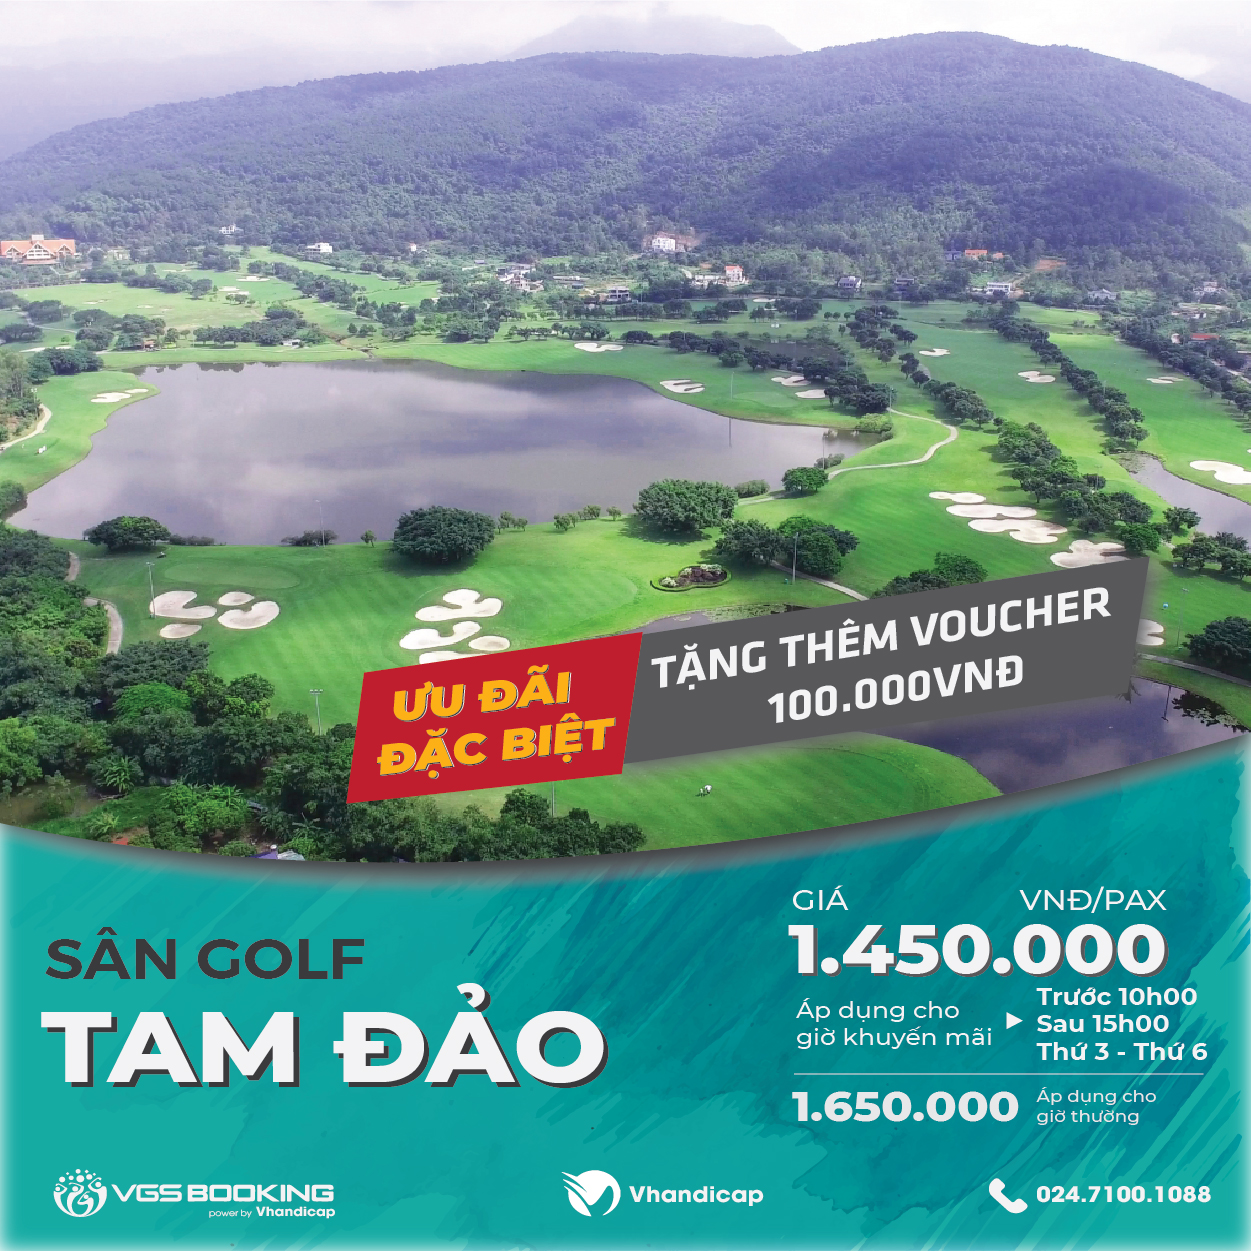 ƯU ĐÃI
ĐẶC BIỆT
TẶNG THÊM VOUCHER
100.000VNĐ
SÂN GOLF
TAM ĐẢO
GIÁ VNĐ/PAX
1.450.000
Áp dụng cho
giờ khuyến mãi
Trước 10h00
Sau 15h00
Thứ 3 - Thứ 6
1.650.000
Áp dụng cho
giờ thường
VGS BOOKING
power by Vhandicap
Vhandicap
024.7100.1088